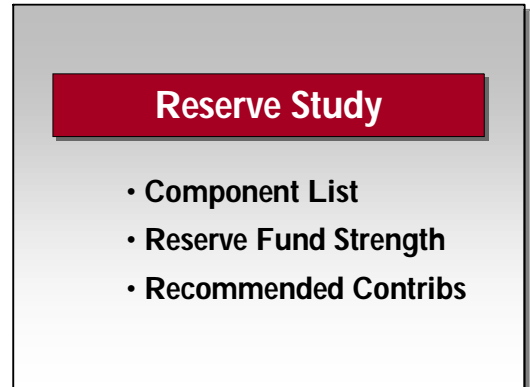 Reserve Study
• Component List
• Reserve Fund Strength
• Recommended Contribs